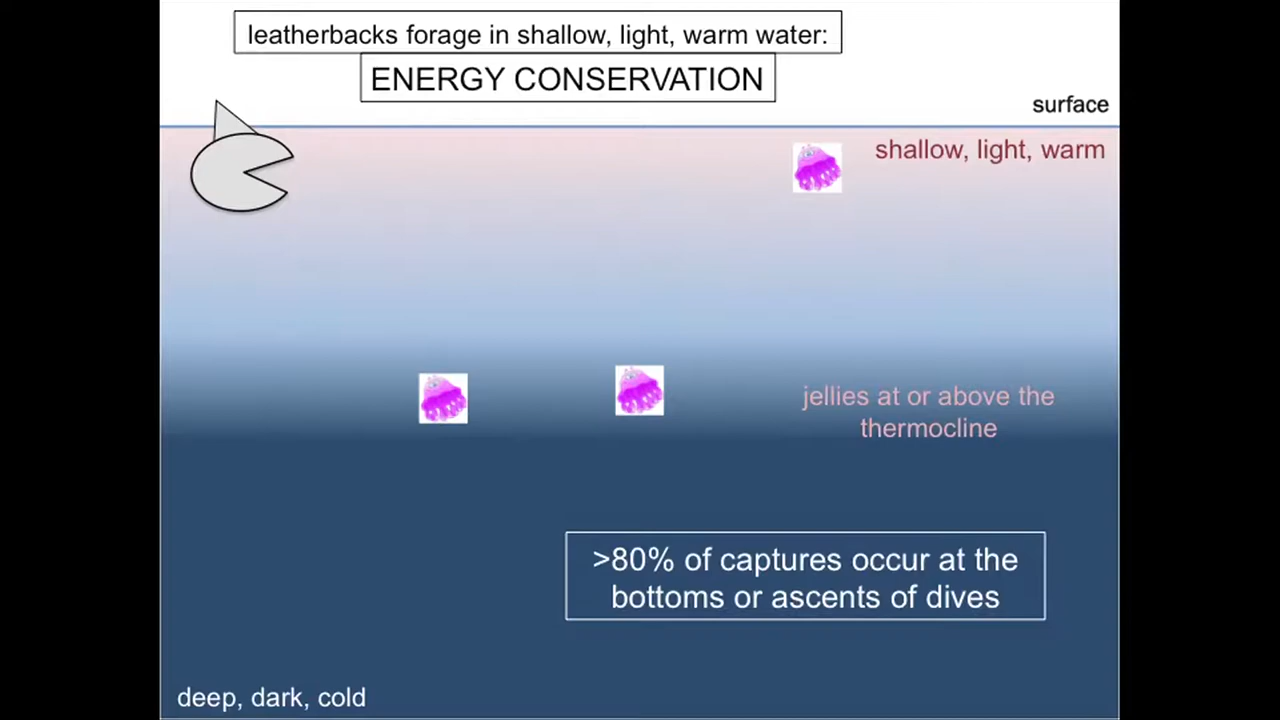 leatherbacks forage in shallow, light, warm water:
ENERGY CONSERVATION
surface
shallow, light, warm
jellies at or above the
thermocline
>80% of captures occur at the
bottoms or ascents of dives
deep, dark, cold